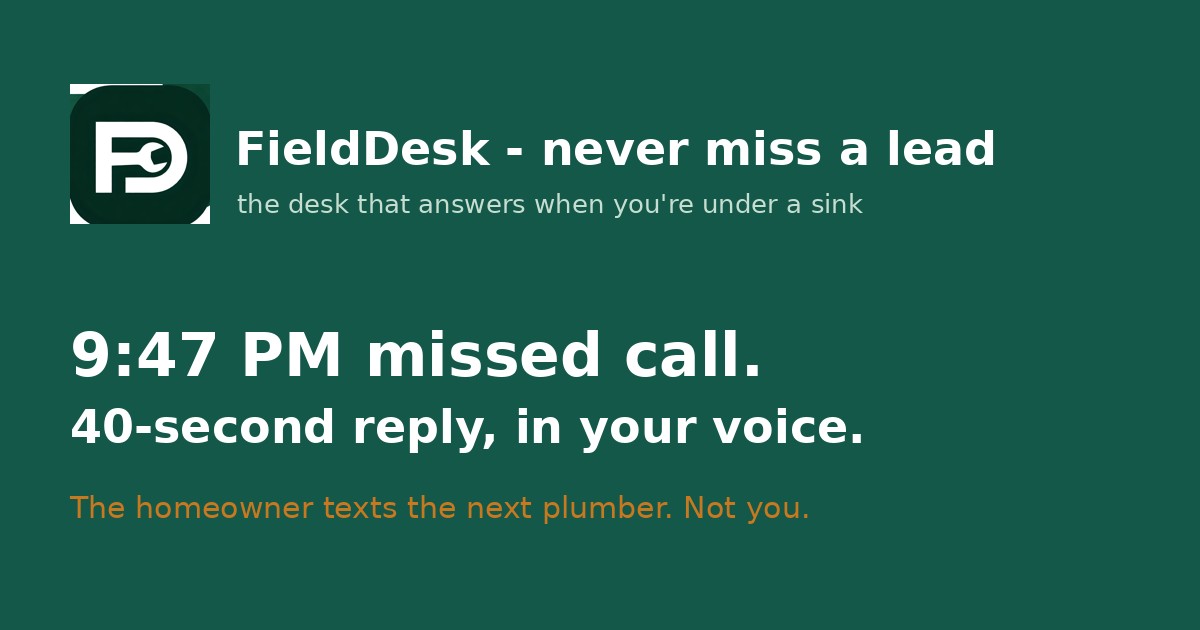 FD
FieldDesk - never miss a lead
the desk that answers when you're under a sink
9:47 PM missed call.
40-second reply, in your voice.
The homeowner texts the next plumber. Not you.